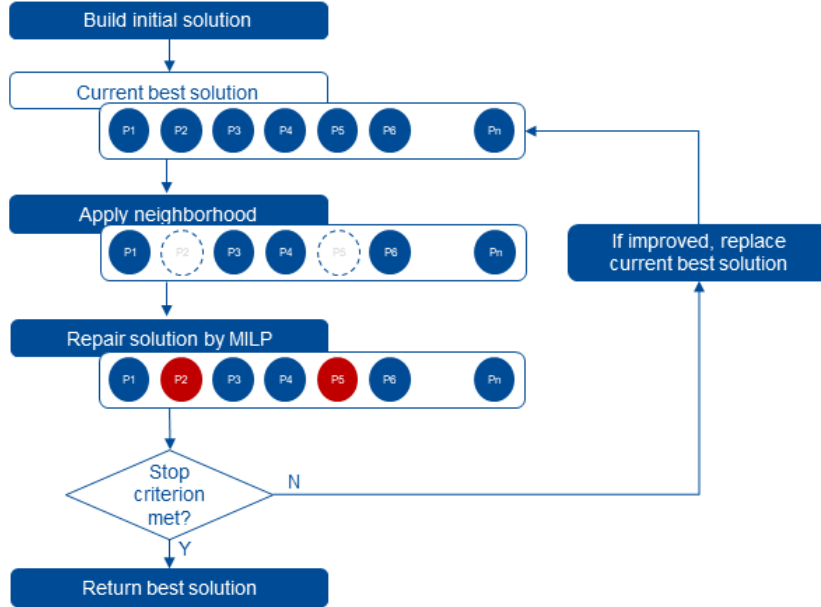 Build initial solution
Current best solution
P1 P2 P3 P4 P5 P6 Pn
Apply neighborhood
P1 P2 P3 P4 P5 P6 Pn
If improved, replace
current best solution
Repair solution by MILP
P1 P2 P3 P4 P5 P6 Pn
Stop
criterion
met?
N
Y
Return best solution